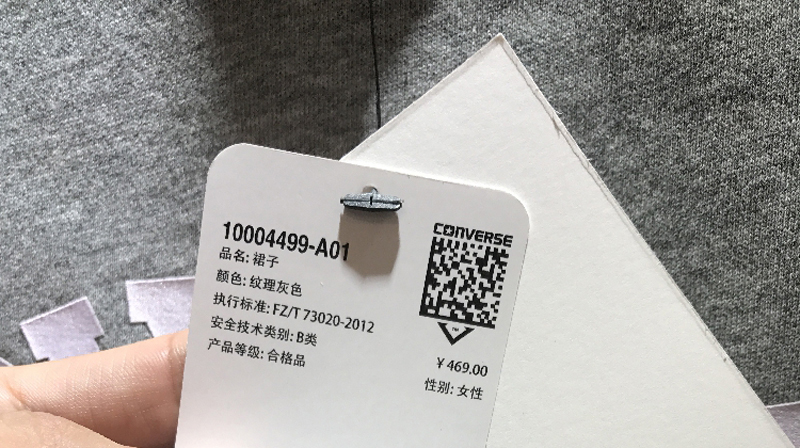 10004499-A01
品名: 裙子
颜色: 纹理灰色
执行标准: FZ/T 73020-2012
安全技术类别: B类
产品等级: 合格品
CONVERSE
TM
¥ 469.00
性别: 女性